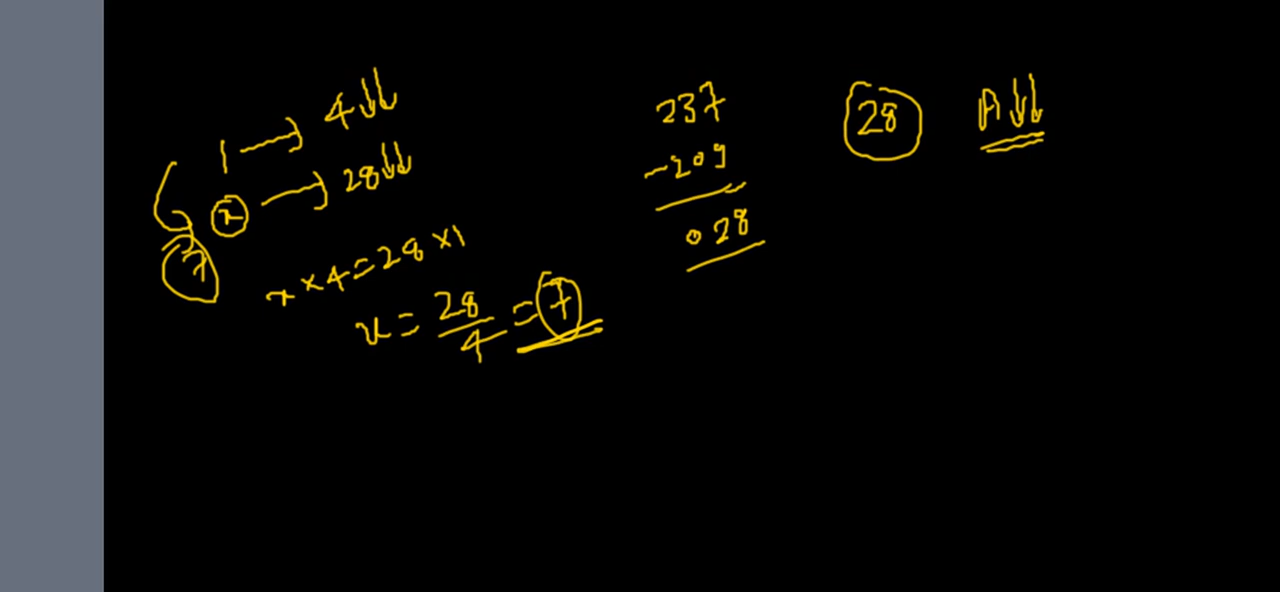 1 → 4↓↓
x → 28↓↓
7
x × 4 = 28 × 1
x = 28/4 = 7
237
-209
028
28 A↓↓